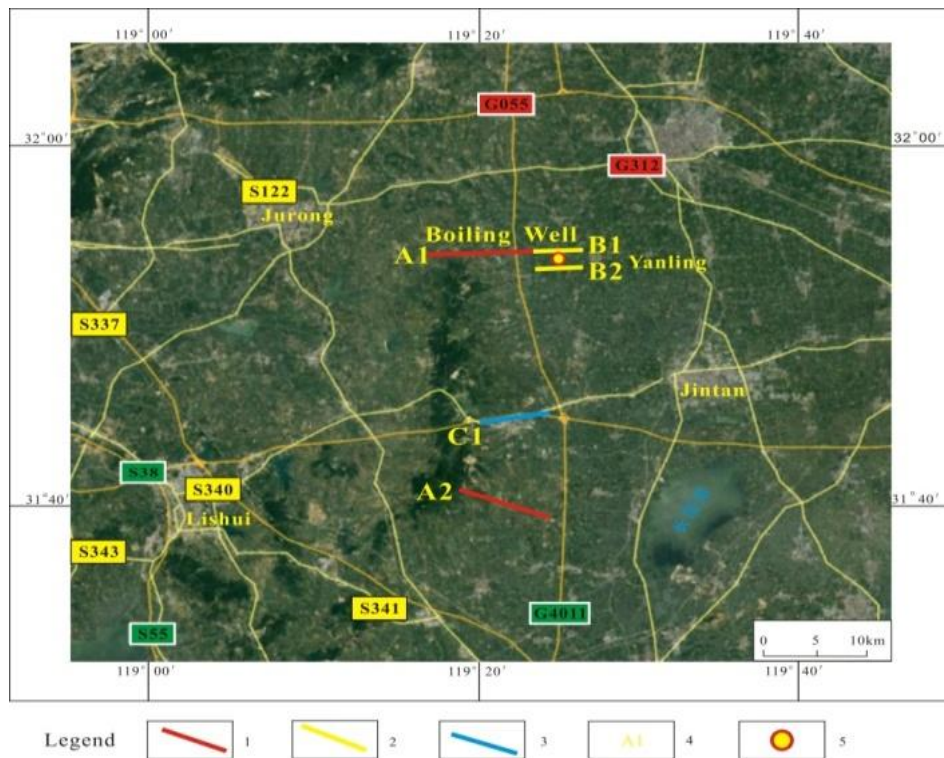 119°00′ 119°20′ 119°40′
G055
32°00′ 32°00′
G312
S122
Jurong
Boiling Well B1
A1 Yanling
B2
S337
Jintan
C1
S38
A2
S340
31°40′ 31°40′
Lishui
S343
S341
G4011
S55
0 5 10km
119°00′ 119°20′ 119°40′
Legend 1 2 3 A1 4 5